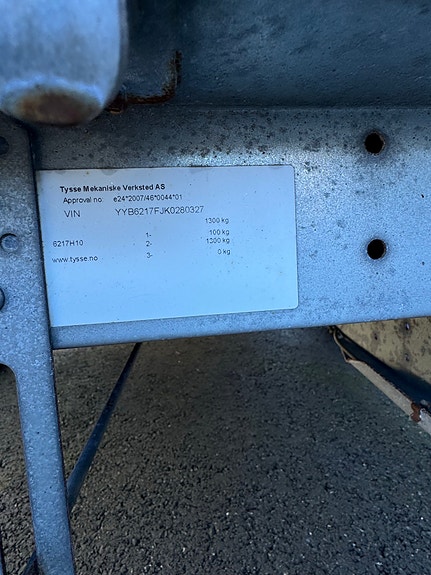 Tysse Mekaniske Verksted AS
Approval no: e24*2007/46*0044*01
VIN YYB6217FJK0280327
1300 kg
1- 100 kg
6217H10 2- 1300 kg
www.tysse.no 3- 0 kg